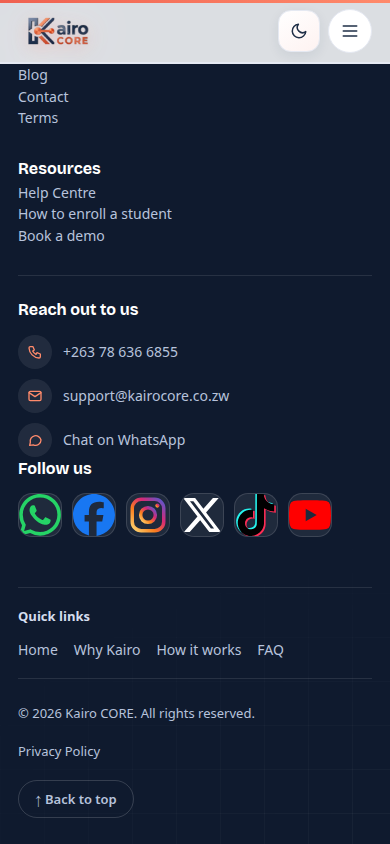 Kairo
CORE
Blog
Contact
Terms
Resources
Help Centre
How to enroll a student
Book a demo
Reach out to us
+263 78 636 6855
support@kairocore.co.zw
Chat on WhatsApp
Follow us
Quick links
Home Why Kairo How it works FAQ
© 2026 Kairo CORE. All rights reserved.
Privacy Policy
↑ Back to top